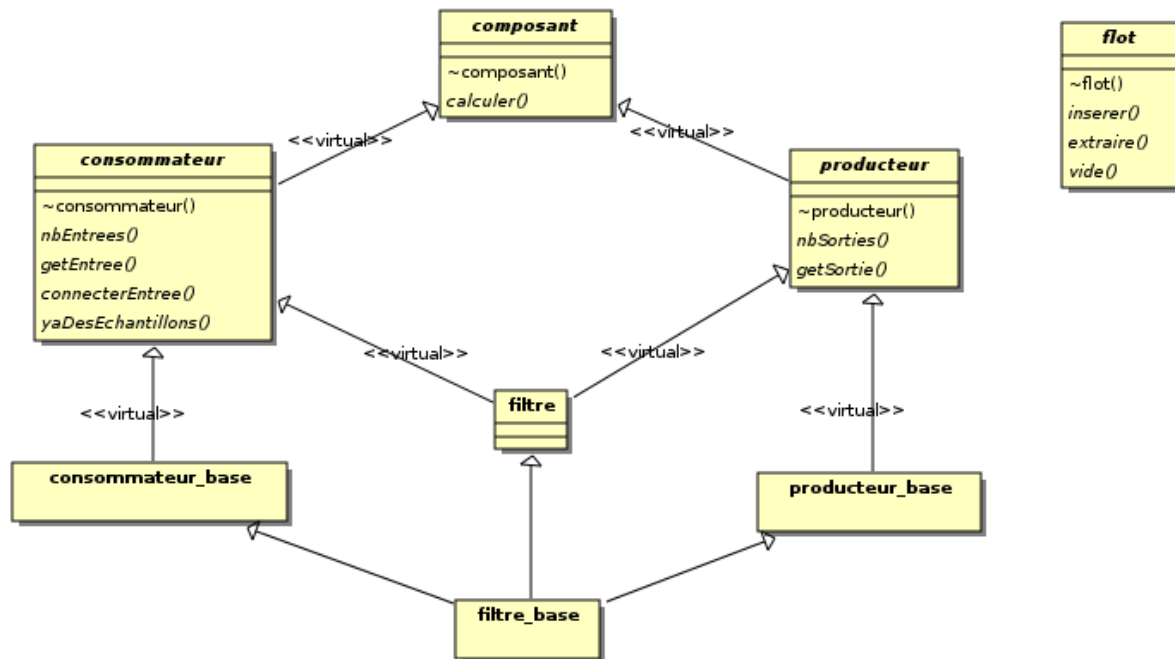 composant
~composant()
calculer()
flot
~flot()
inserer()
extraire()
vide()
<<virtual>>
<<virtual>>
consommateur
~consommateur()
nbEntrees()
getEntree()
connecterEntree()
yaDesEchantillons()
producteur
~producteur()
nbSorties()
getSortie()
<<virtual>>
<<virtual>>
filtre
<<virtual>>
<<virtual>>
consommateur_base
producteur_base
filtre_base